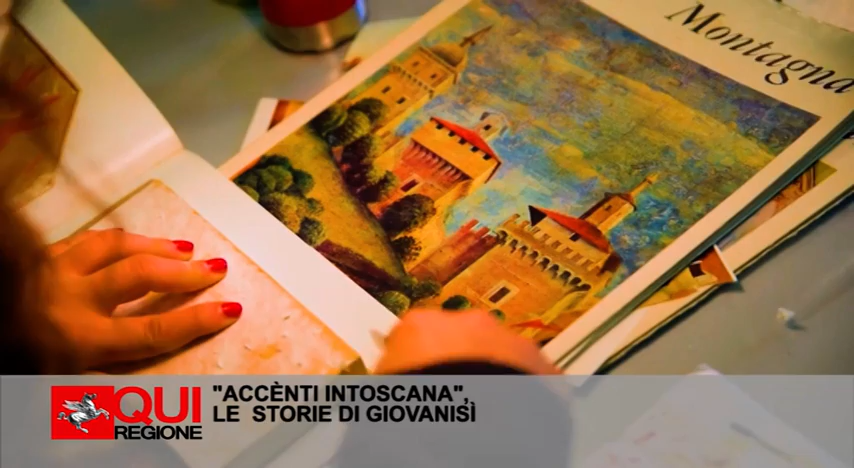 Montagna
QUI
REGIONE
"ACCÈNTI INTOSCANA",
LE STORIE DI GIOVANISÌ